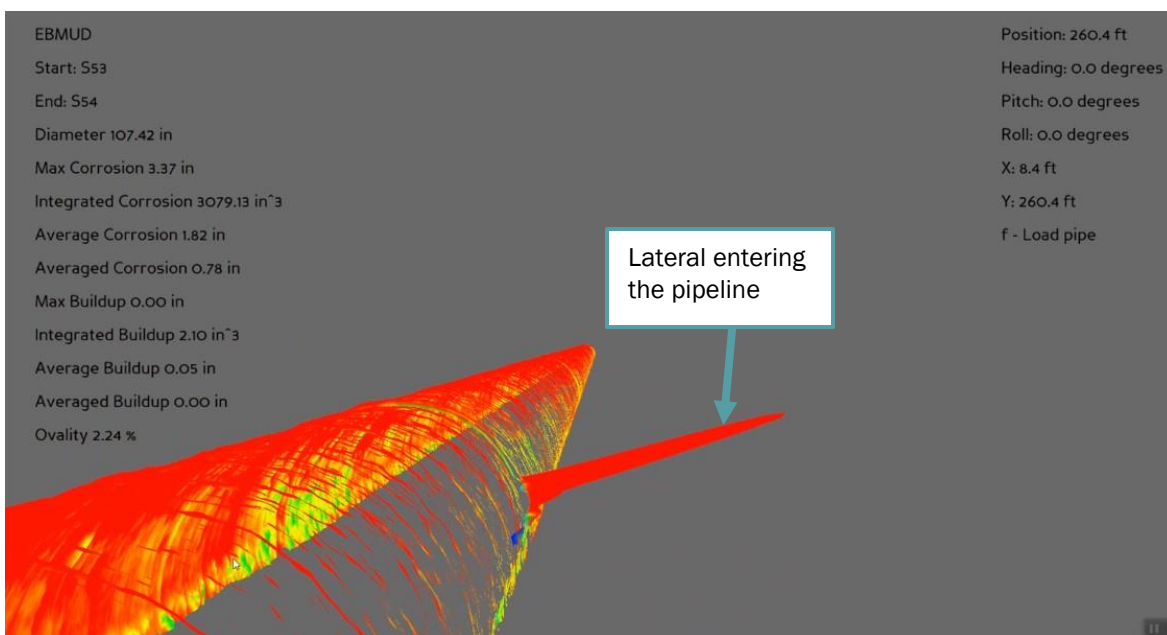 EBMUD
Start: S53
End: S54
Diameter 107.42 in
Max Corrosion 3.37 in
Integrated Corrosion 3079.13 in^3
Average Corrosion 1.82 in
Averaged Corrosion 0.78 in
Max Buildup 0.00 in
Integrated Buildup 2.10 in^3
Average Buildup 0.05 in
Averaged Buildup 0.00 in
Ovality 2.24 %
Position: 260.4 ft
Heading: 0.0 degrees
Pitch: 0.0 degrees
Roll: 0.0 degrees
X: 8.4 ft
Y: 260.4 ft
f - Load pipe
Lateral entering
the pipeline